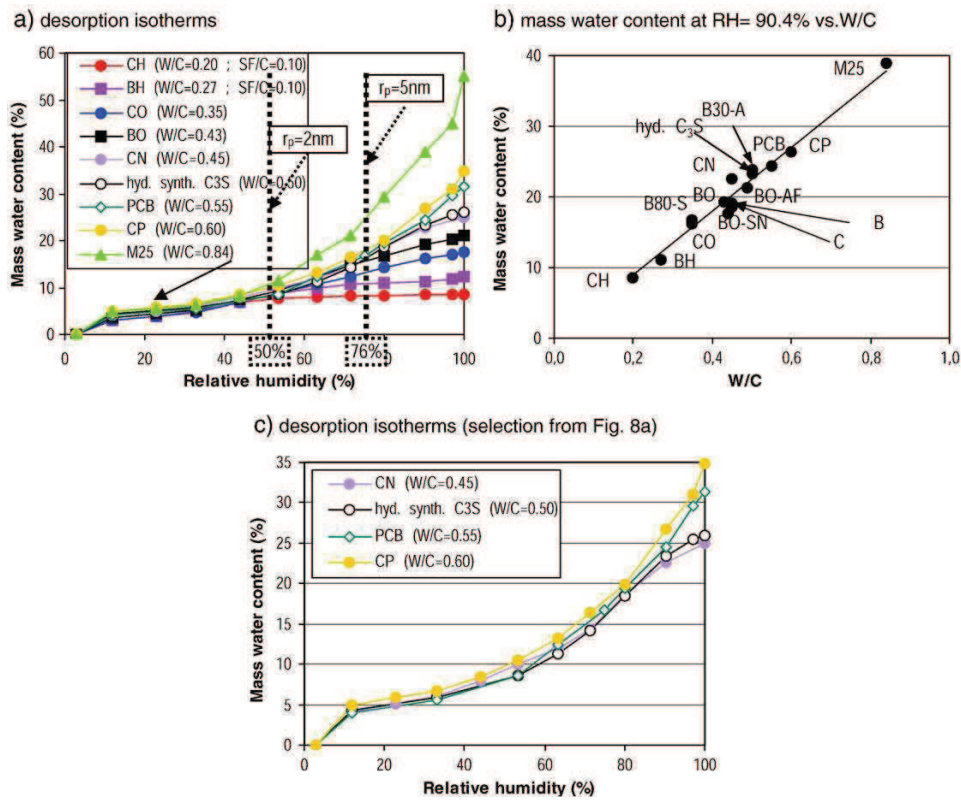 a) desorption isotherms
60
50
40
30
20
10
0
Mass water content (%)
CH (W/C=0.20 ; SF/C=0.10)
BH (W/C=0.27 ; SF/C=0.10)
CO (W/C=0.35)
BO (W/C=0.43)
CN (W/C=0.45)
hyd. synth. C3S (W/C=0.50)
PCB (W/C=0.55)
CP (W/C=0.60)
M25 (W/C=0.84)
rp=2nm
rp=5nm
0 20 40 60 80 100
50% 76%
Relative humidity (%)
b) mass water content at RH= 90.4% vs.W/C
40
30
20
10
0
Mass water content (%)
M25
B30-A
hyd. C3S
PCB CP
CN
BO BO-AF
B80-S
BO-SN B
CO C
BH
CH
0,0 0,2 0,4 0,6 0,8 1,0
W/C
c) desorption isotherms (selection from Fig. 8a)
35
30
25
20
15
10
5
0
Mass water content (%)
CN (W/C=0.45)
hyd. synth. C3S (W/C=0.50)
PCB (W/C=0.55)
CP (W/C=0.60)
0 20 40 60 80 100
Relative humidity (%)